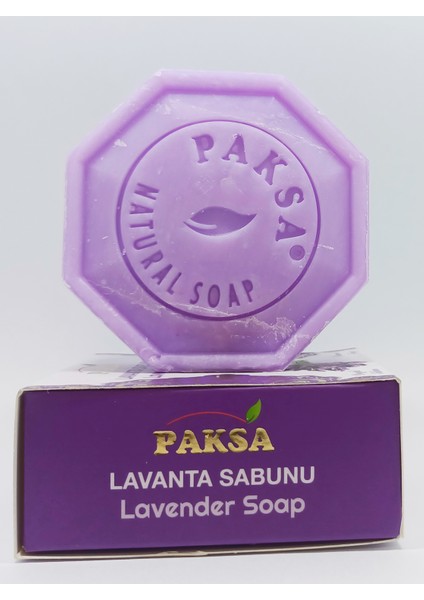 PAKSA®
NATURAL SOAP
PAKSA
LAVANTA SABUNU
Lavender Soap